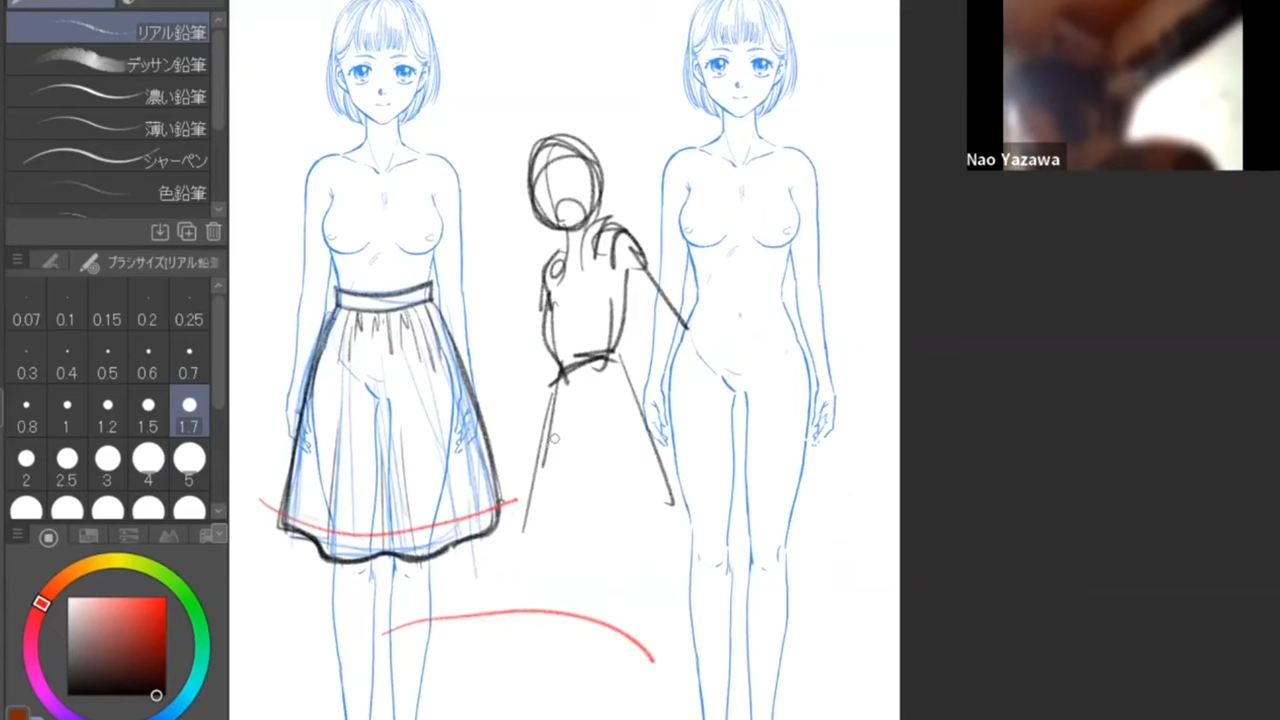 リアル鉛筆
デッサン鉛筆
濃い鉛筆
薄い鉛筆
シャーペン
色鉛筆
ブラシサイズ[リアル鉛筆
0.07 0.1 0.15 0.2 0.25
0.3 0.4 0.5 0.6 0.7
0.8 1 1.2 1.5 1.7
2 2.5 3 4 5
Nao Yazawa